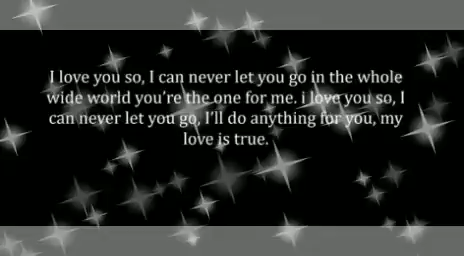 I love you so, I can never let you go in the whole
wide world you're the one for me. i love you so, I
can never let you go, I'll do anything for you, my
love is true.